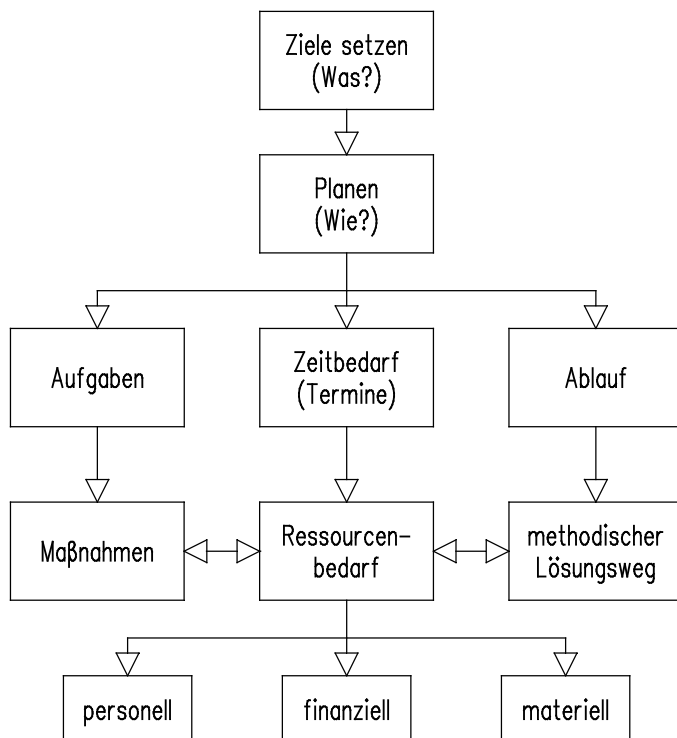 Ziele setzen
(Was?)
Planen
(Wie?)
Aufgaben
Zeitbedarf
(Termine)
Ablauf
Maßnahmen
Ressourcen-
bedarf
methodischer
Lösungsweg
personell
finanziell
materiell